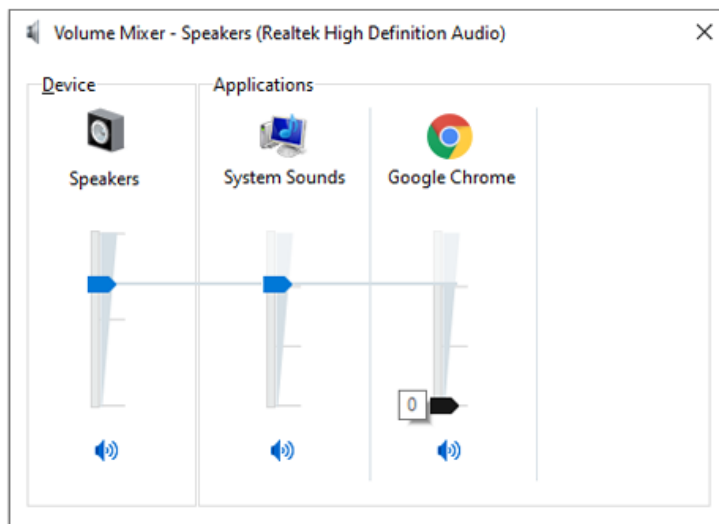 Volume Mixer - Speakers (Realtek High Definition Audio)
Device
Applications
Speakers
System Sounds
Google Chrome
0